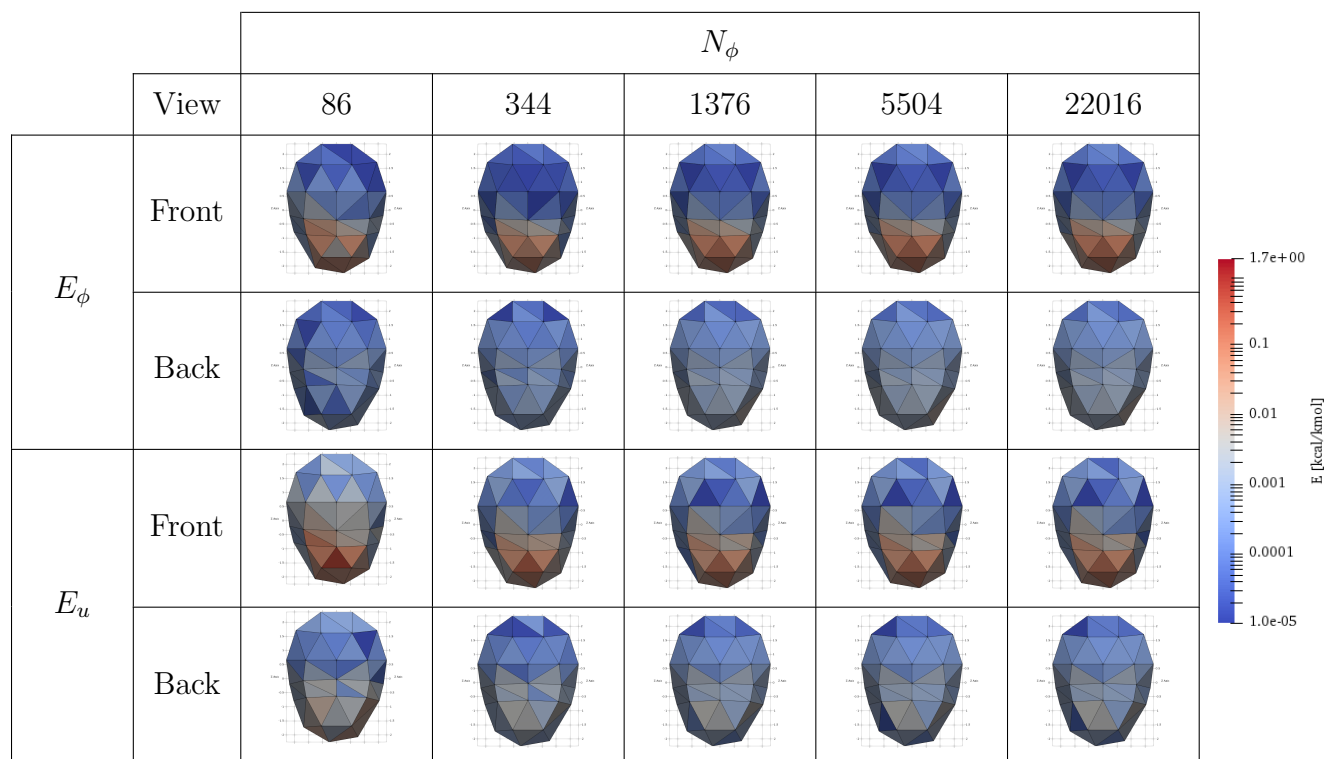 N_ϕ
View 86 344 1376 5504 22016
E_ϕ
Front
Back
E_u
Front
Back
1.7e+00
0.1
0.01
0.001
0.0001
1.0e-05
E [kcal/kmol]